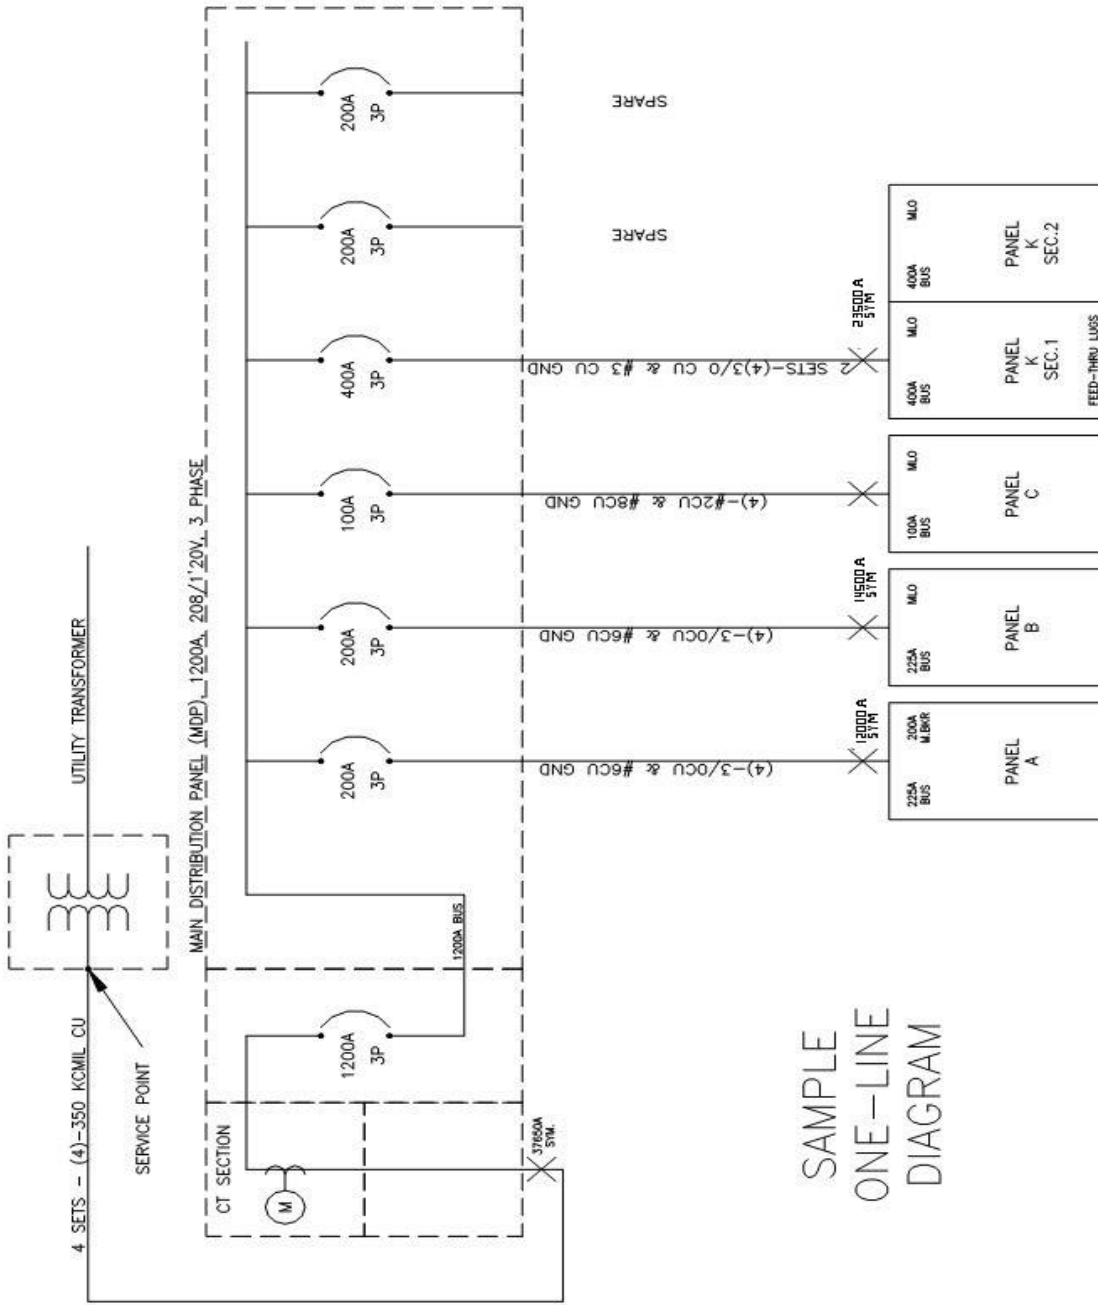 UTILITY TRANSFORMER
4 SETS - (4)-350 KCMIL CU
SERVICE POINT
MAIN DISTRIBUTION PANEL (MDP), 1200A, 208/1'20V, 3 PHASE
CT SECTION
M
1200A
3P
1200A BUS
37650A
SYM.
200A
3P
200A
3P
100A
3P
400A
3P
200A
3P
200A
3P
(4)-3/0CU & #6CU GND
(4)-3/0CU & #6CU GND
(4)-#2CU & #8CU GND
2 SETS-(4)3/0 CU & #3 CU GND
SPARE
SPARE
12000A
SYM
14500A
SYM
23500A
SYM
225A
BUS
200A
M.BKR
PANEL
A
225A
BUS
MLO
PANEL
B
100A
BUS
MLO
PANEL
C
400A
BUS
MLO
PANEL
K
SEC.1
FEED-THRU LUGS
400A
BUS
MLO
PANEL
K
SEC.2
SAMPLE
ONE-LINE
DIAGRAM